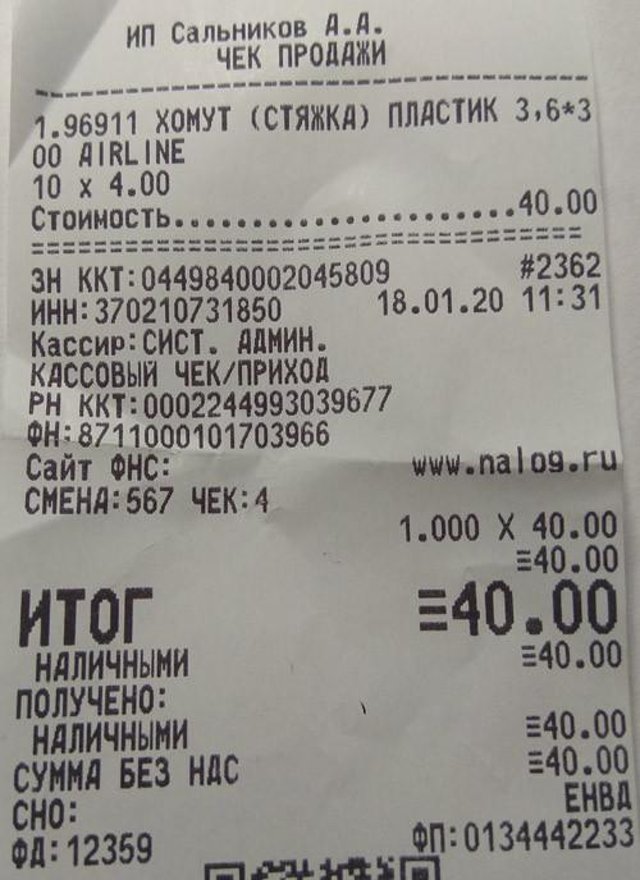 ИП Сальников А.А.
ЧЕК ПРОДАЖИ
1.96911 ХОМУТ (СТЯЖКА) ПЛАСТИК 3,6*3
00 AIRLINE
10 x 4.00
Стоимость......................40.00
ЗН ККТ:0449840002045809 #2362
ИНН:370210731850 18.01.20 11:31
Кассир:СИСТ. АДМИН.
КАССОВЫЙ ЧЕК/ПРИХОД
РН ККТ:0002244993039677
ФН:8711000101703966
Сайт ФНС: www.nalog.ru
СМЕНА:567 ЧЕК:4
1.000 X 40.00
≡40.00
ИТОГ ≡40.00
НАЛИЧНЫМИ ≡40.00
ПОЛУЧЕНО:
НАЛИЧНЫМИ ≡40.00
СУММА БЕЗ НДС ≡40.00
СНО: ЕНВД
ФД:12359 ФП:0134442233